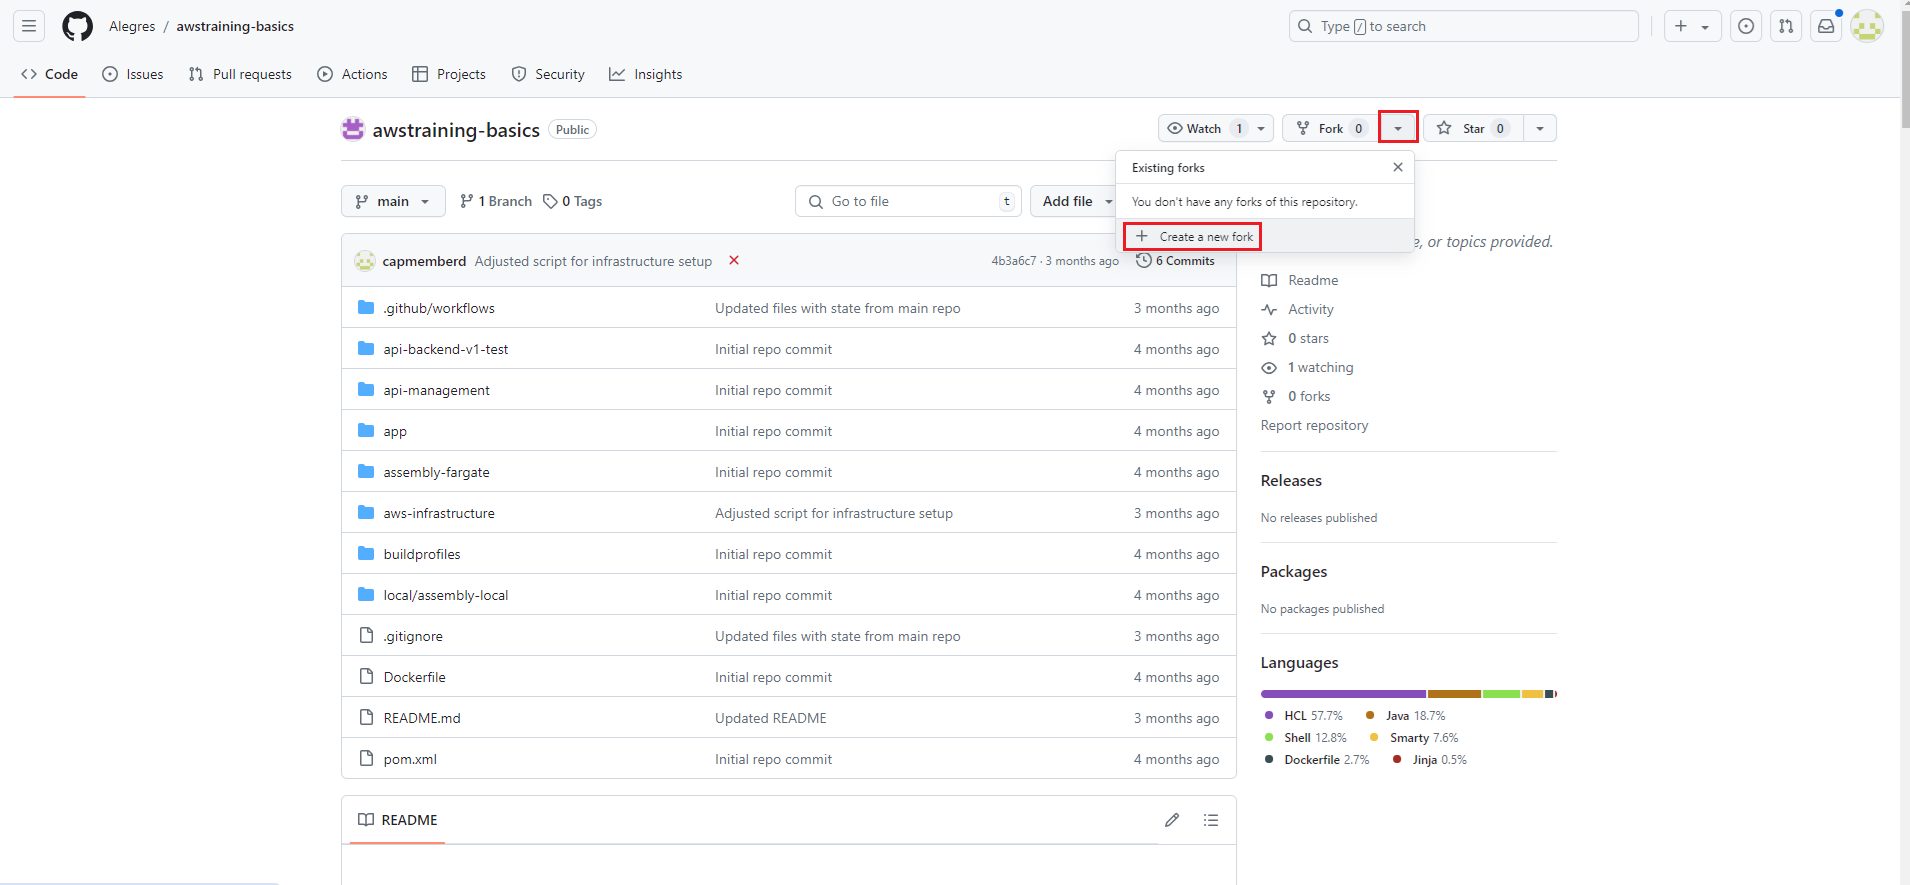 Alegres / awstraining-basics
Type / to search
Code Issues Pull requests Actions Projects Security Insights
awstraining-basics Public
Watch 1 Fork 0 Star 0
Existing forks
You don't have any forks of this repository.
Create a new fork
main 1 Branch 0 Tags Go to file t Add file
e, or topics provided.
capmemberd Adjusted script for infrastructure setup 4b3a6c7 · 3 months ago 6 Commits
.github/workflows Updated files with state from main repo 3 months ago
api-backend-v1-test Initial repo commit 4 months ago
api-management Initial repo commit 4 months ago
app Initial repo commit 4 months ago
assembly-fargate Initial repo commit 4 months ago
aws-infrastructure Adjusted script for infrastructure setup 3 months ago
buildprofiles Initial repo commit 4 months ago
local/assembly-local Initial repo commit 4 months ago
.gitignore Updated files with state from main repo 3 months ago
Dockerfile Initial repo commit 4 months ago
README.md Updated README 3 months ago
pom.xml Initial repo commit 4 months ago
README
Readme
Activity
0 stars
1 watching
0 forks
Report repository
Releases
No releases published
Packages
No packages published
Languages
HCL 57.7% Java 18.7%
Shell 12.8% Smarty 7.6%
Dockerfile 2.7% Jinja 0.5%